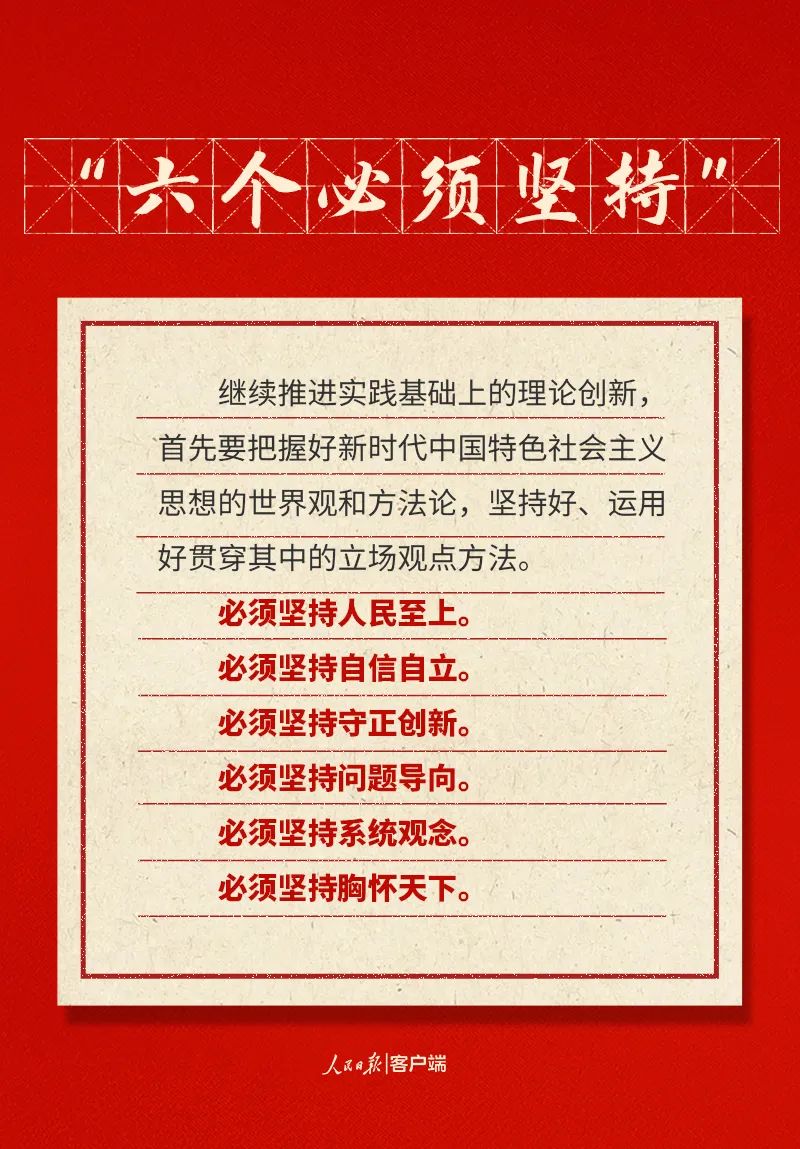 “六个必须坚持”
继续推进实践基础上的理论创新，
首先要把握好新时代中国特色社会主义
思想的世界观和方法论，坚持好、运用
好贯穿其中的立场观点方法。
必须坚持人民至上。
必须坚持自信自立。
必须坚持守正创新。
必须坚持问题导向。
必须坚持系统观念。
必须坚持胸怀天下。
人民日报|客户端